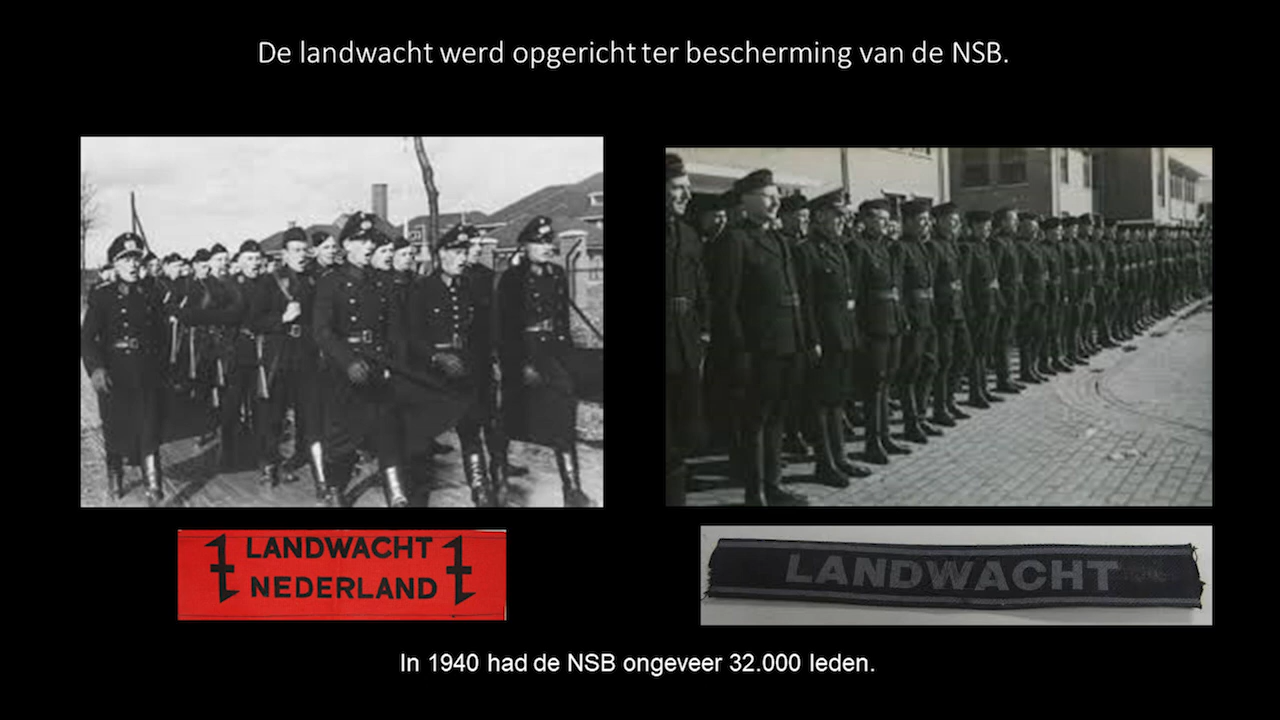 De landwacht werd opgericht ter bescherming van de NSB.
LANDWACHT
NEDERLAND
LANDWACHT
In 1940 had de NSB ongeveer 32.000 leden.